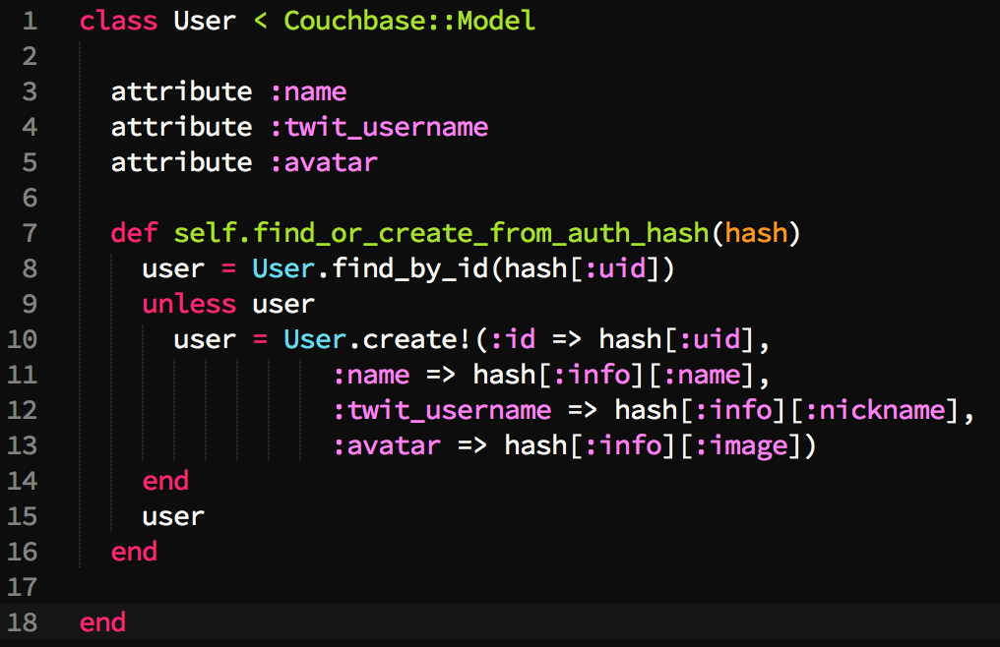 1 class User < Couchbase::Model
2
3 attribute :name
4 attribute :twit_username
5 attribute :avatar
6
7 def self.find_or_create_from_auth_hash(hash)
8 user = User.find_by_id(hash[:uid])
9 unless user
10 user = User.create!(:id => hash[:uid],
11 :name => hash[:info][:name],
12 :twit_username => hash[:info][:nickname],
13 :avatar => hash[:info][:image])
14 end
15 user
16 end
17
18 end